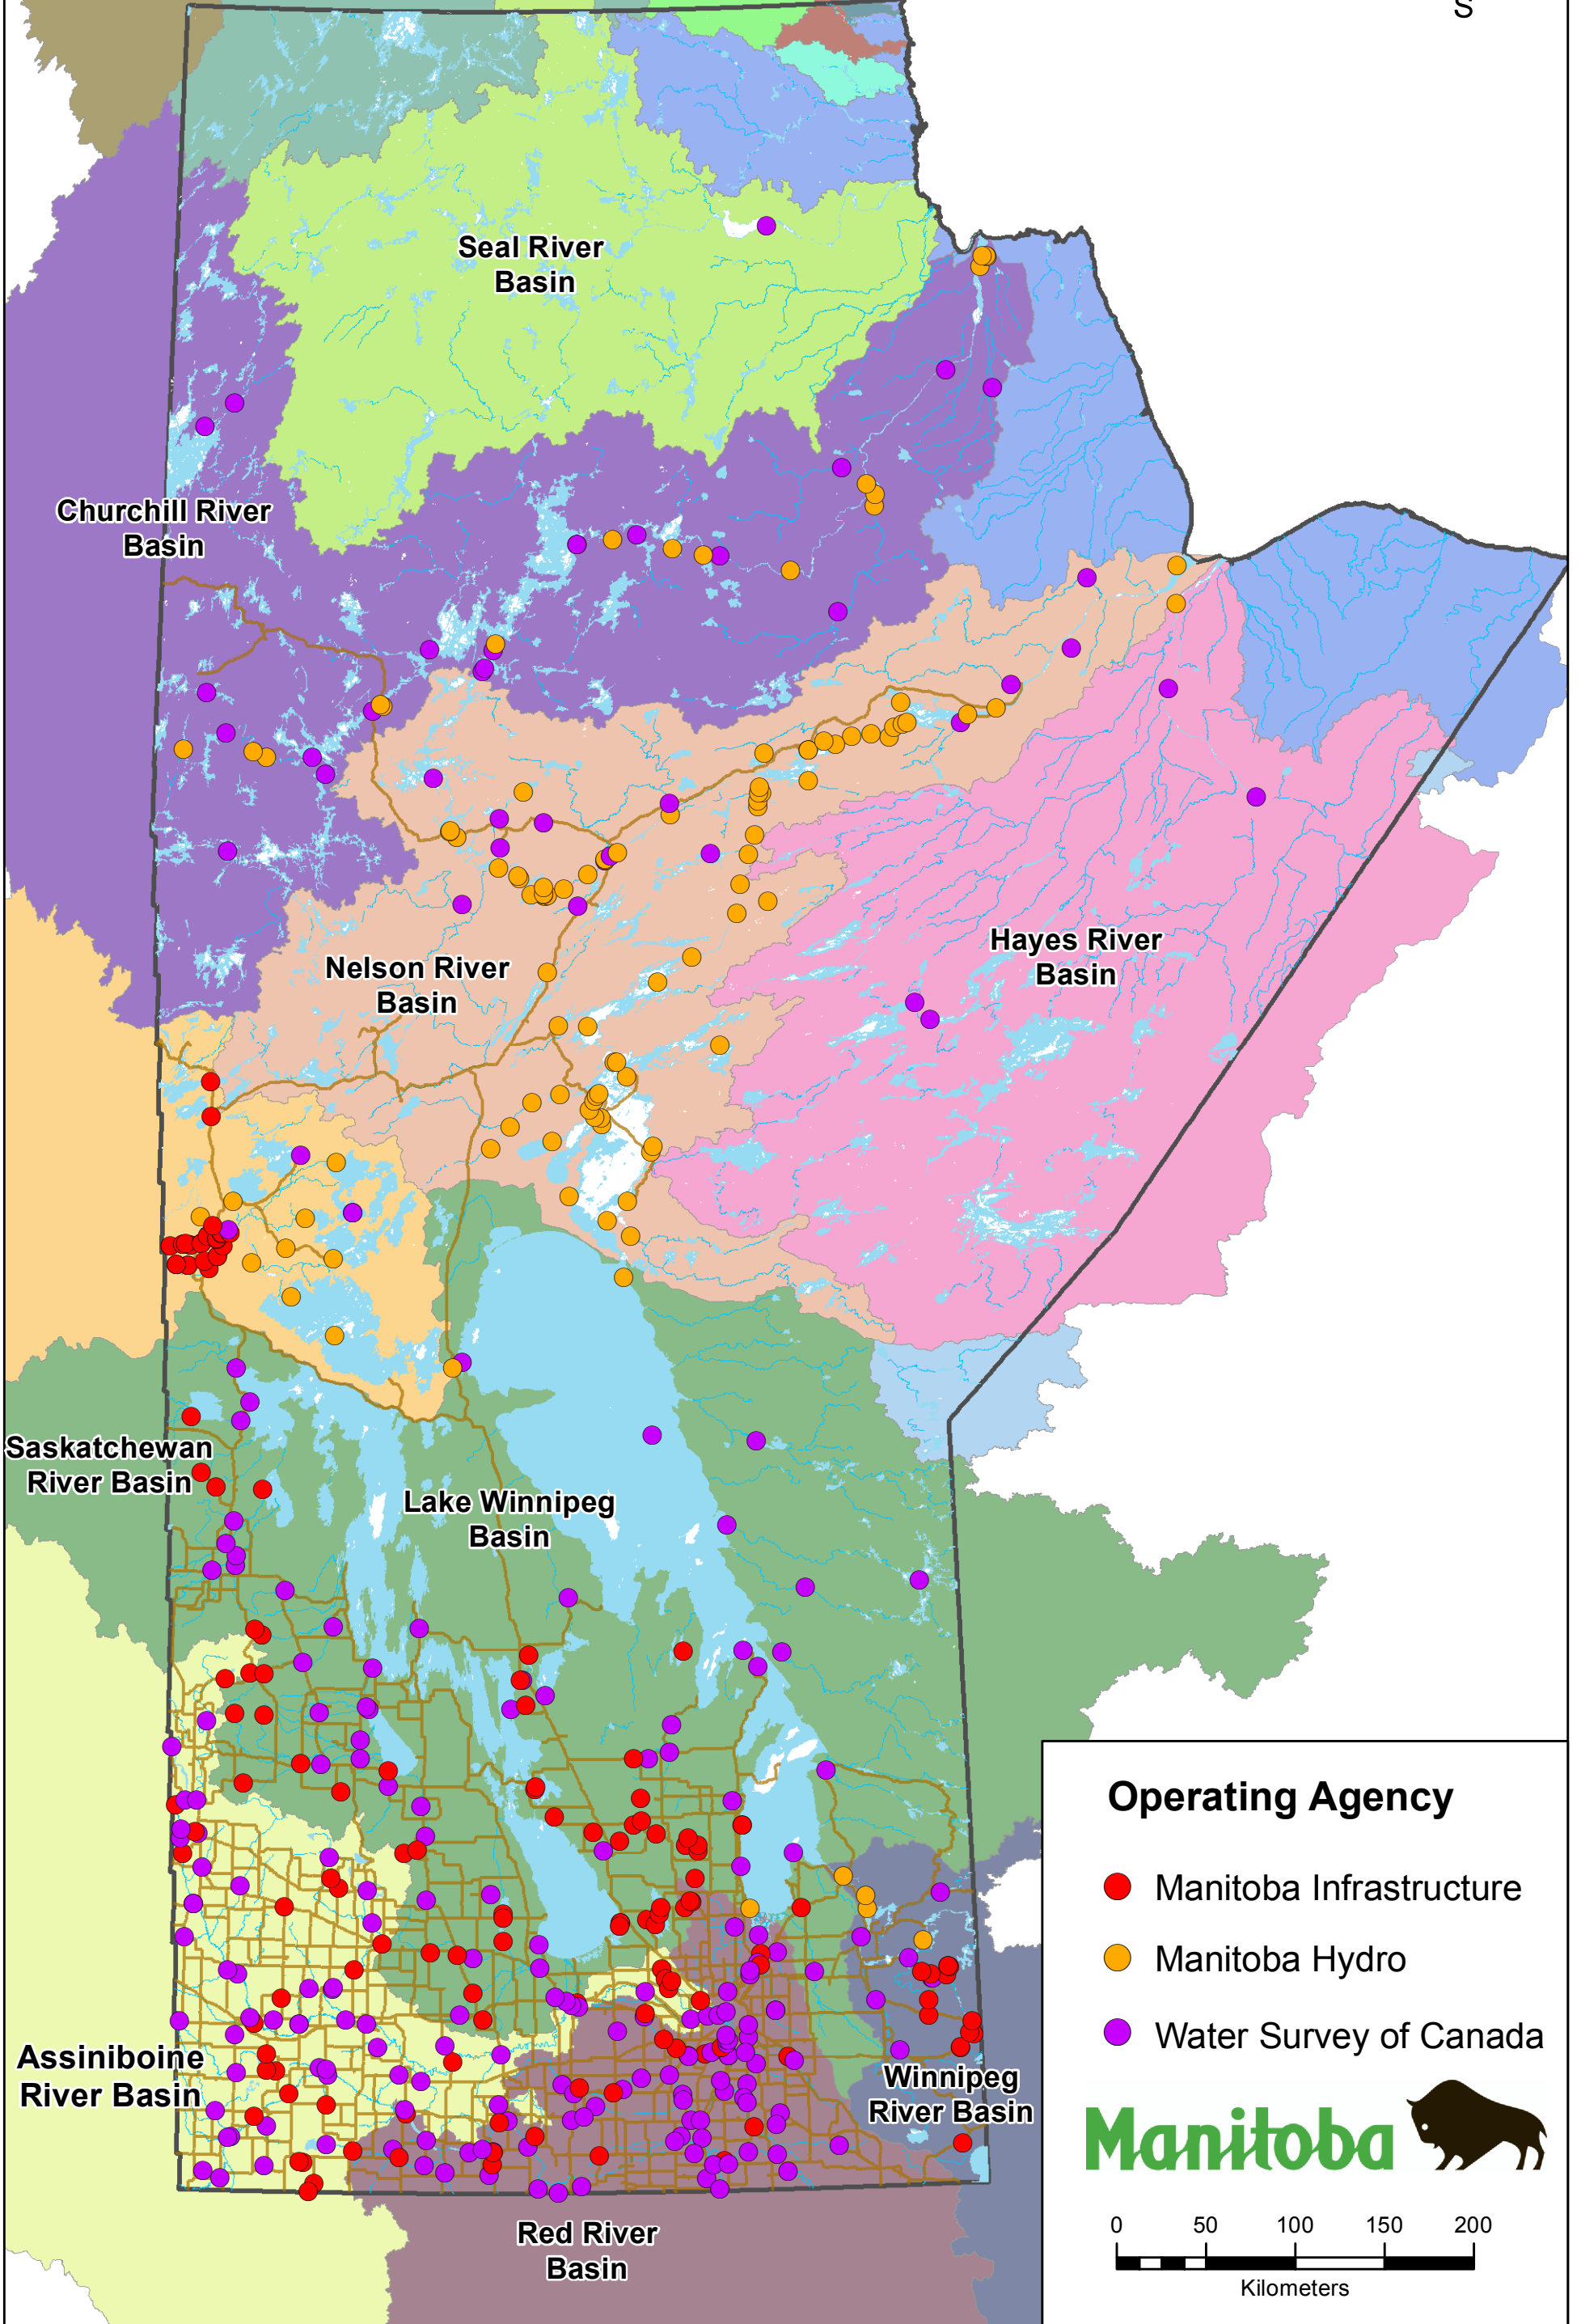 S
Seal River
Basin
Churchill River
Basin
Hayes River
Basin
Nelson River
Basin
Saskatchewan
River Basin
Lake Winnipeg
Basin
Assiniboine
River Basin
Winnipeg
River Basin
Red River
Basin
Operating Agency
Manitoba Infrastructure
Manitoba Hydro
Water Survey of Canada
Manitoba
0 50 100 150 200
Kilometers